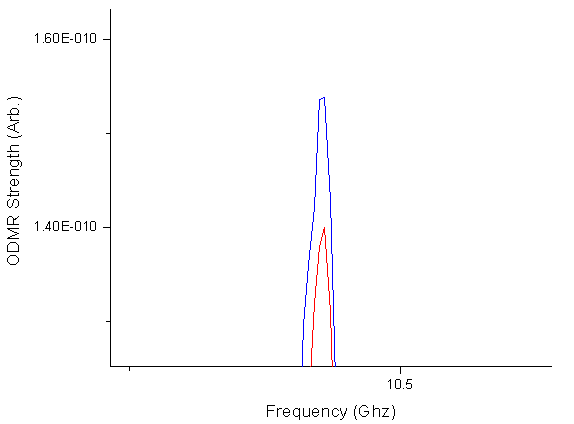 1.60E-010
1.40E-010
ODMR Strength (Arb.)
10.5
Frequency (Ghz)